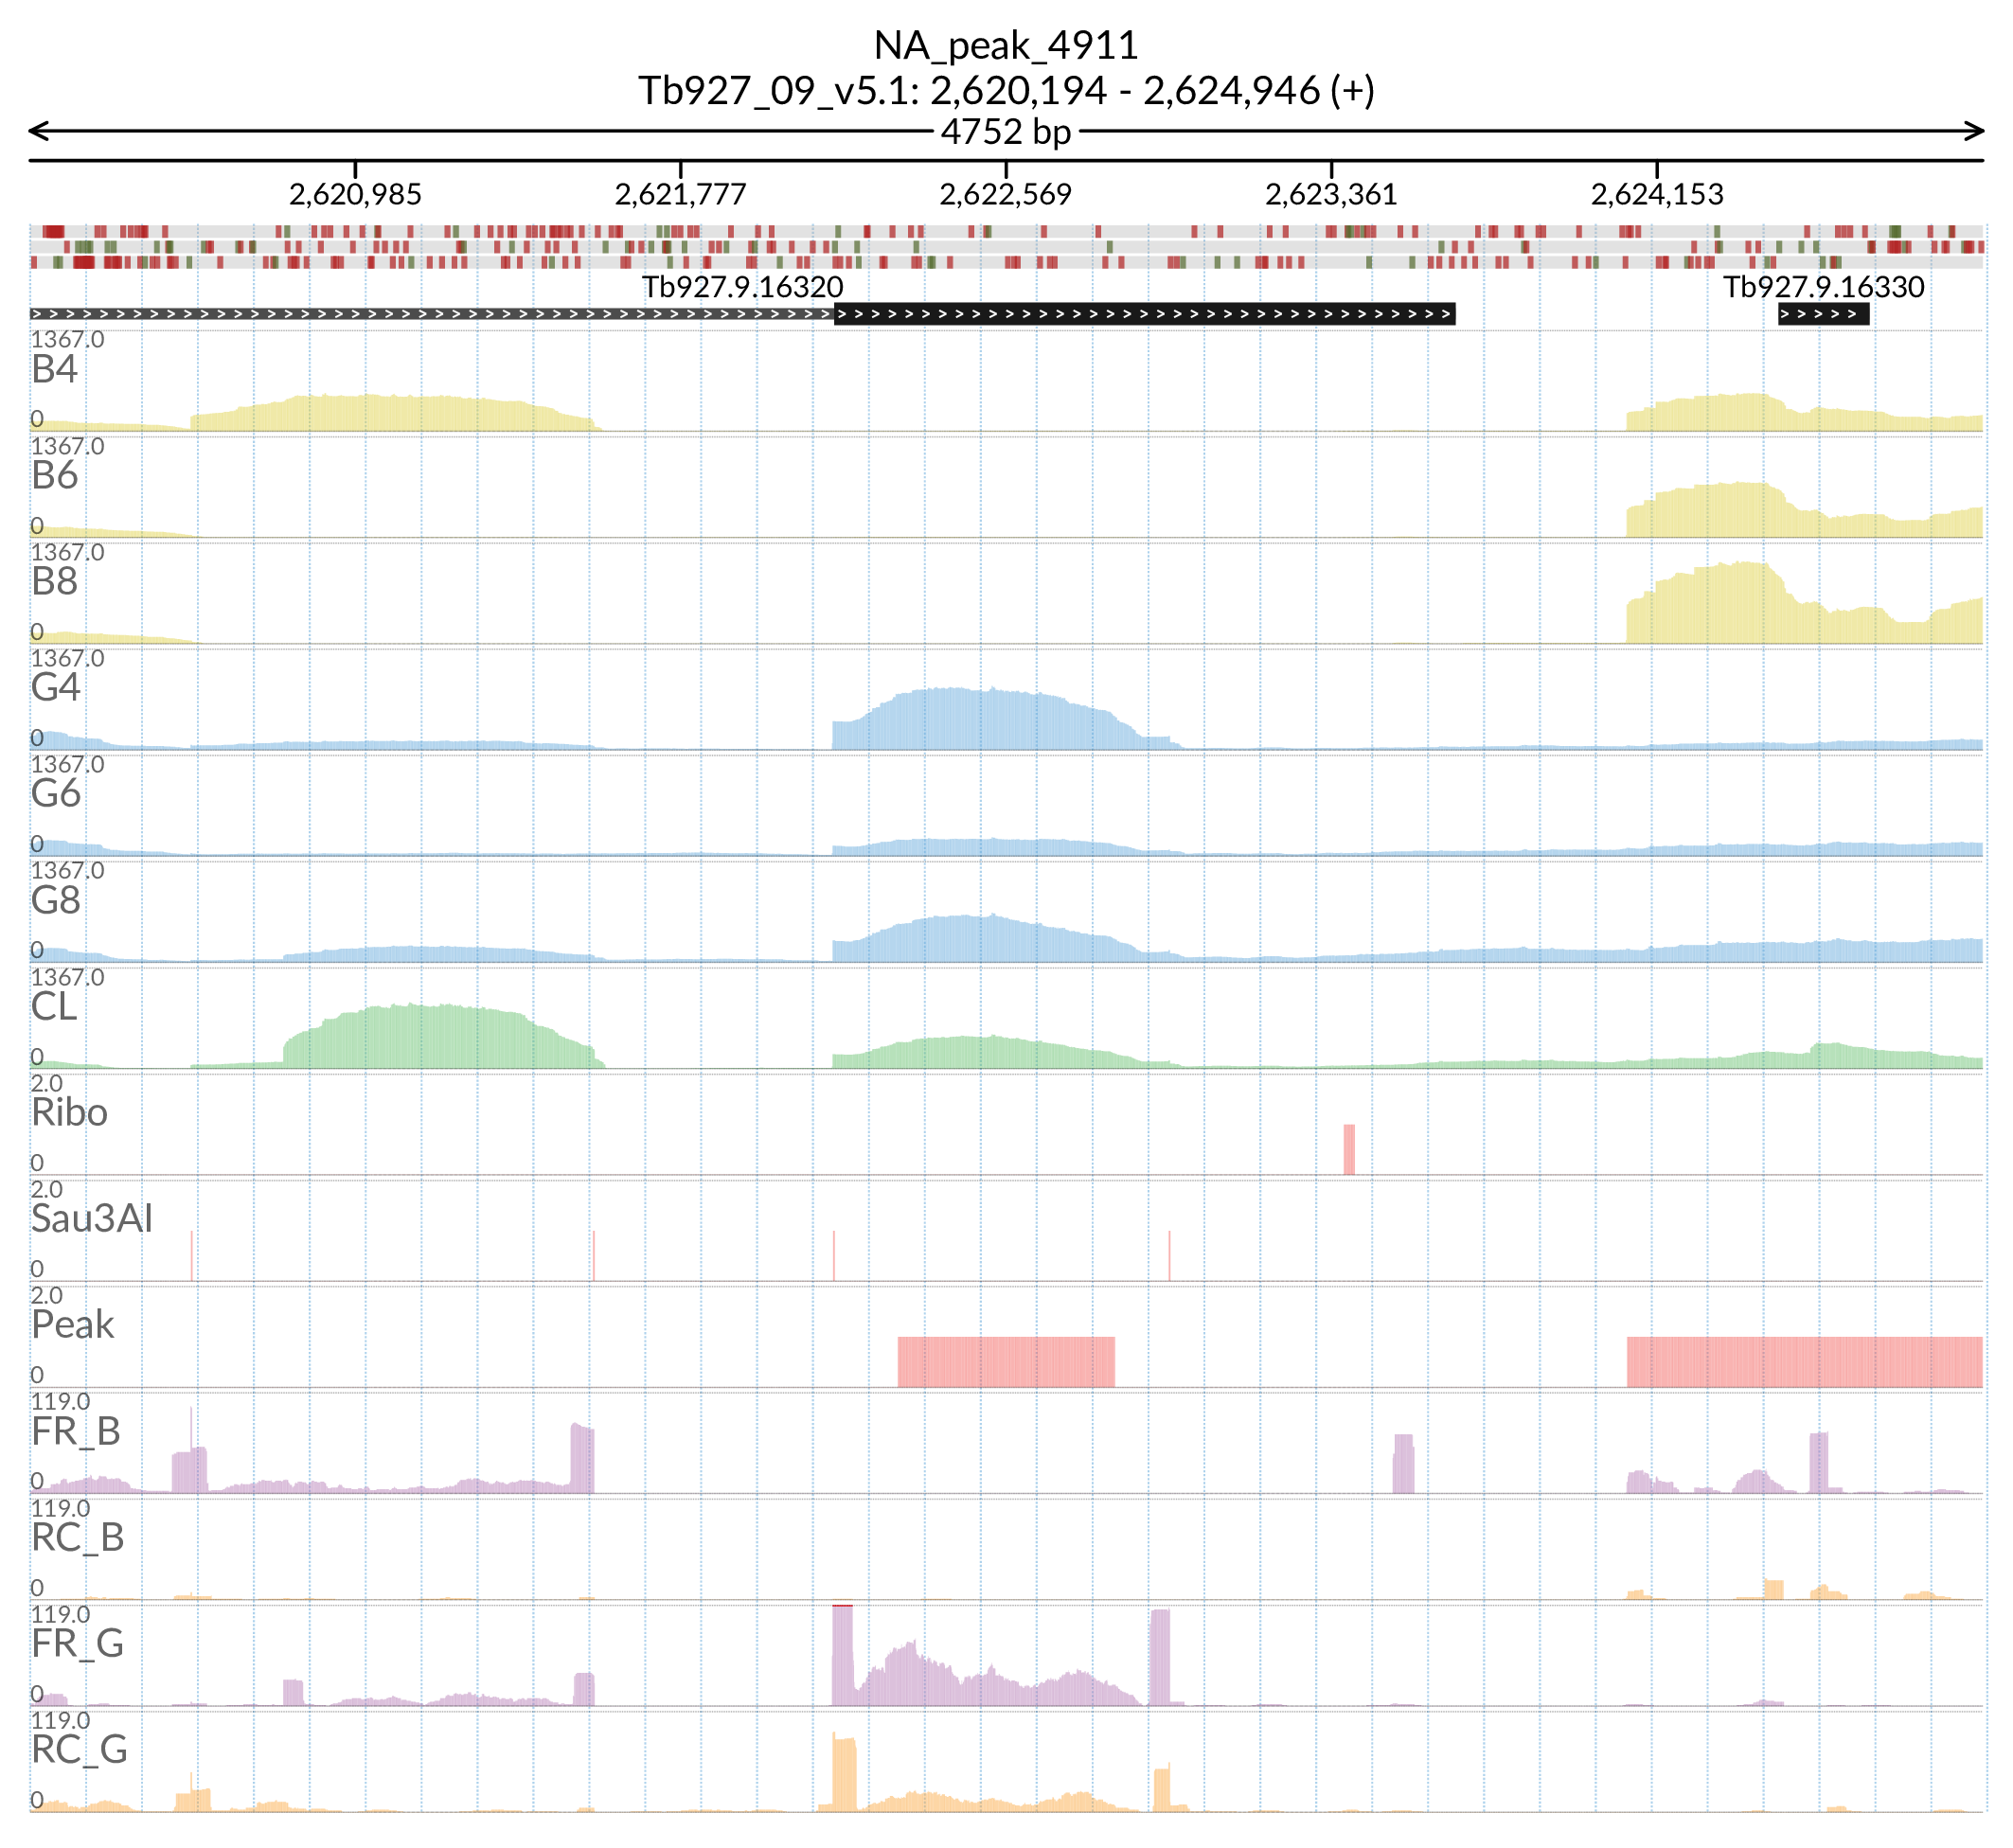 NA_peak_4911
Tb927_09_v5.1: 2,620,194 - 2,624,946 (+)
4752 bp
2,620,985 2,621,777 2,622,569 2,623,361 2,624,153
Tb927.9.16320 Tb927.9.16330
1367.0
B4
0
1367.0
B6
0
1367.0
B8
0
1367.0
G4
0
1367.0
G6
0
1367.0
G8
0
1367.0
CL
0
2.0
Ribo
0
2.0
Sau3AI
0
2.0
Peak
0
119.0
FR_B
0
119.0
RC_B
0
119.0
FR_G
0
119.0
RC_G
0